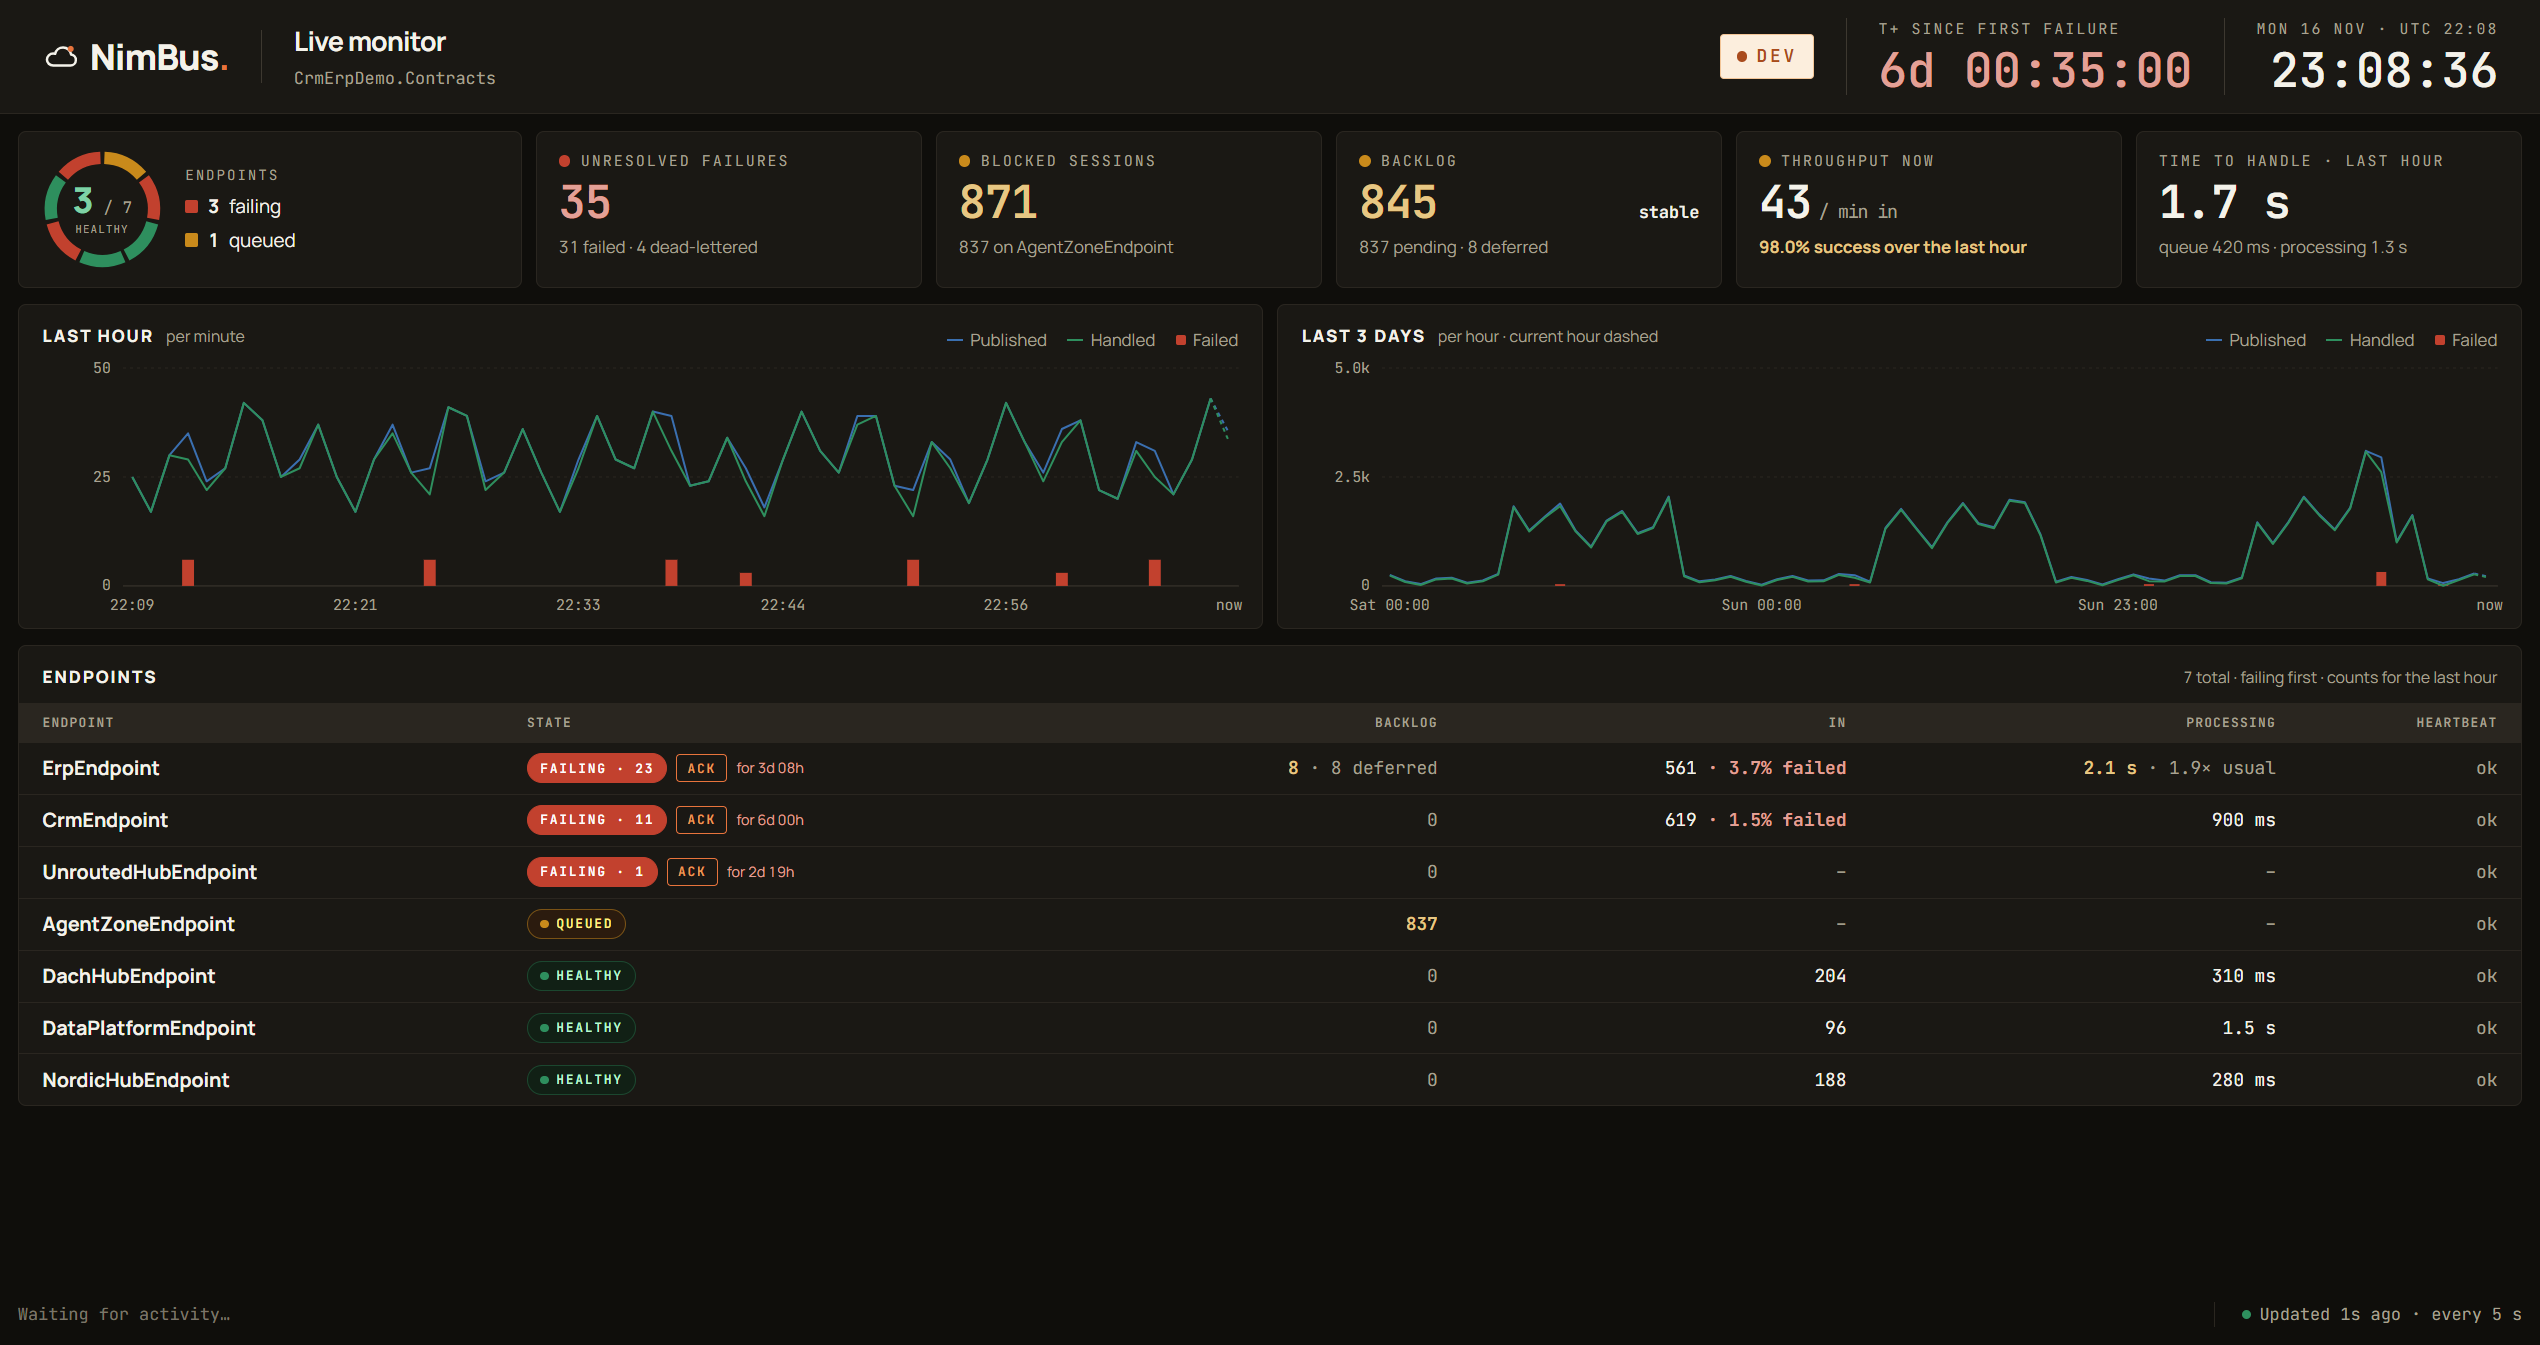 NimBus.
Live monitor
CrmErpDemo.Contracts
DEV
T+ SINCE FIRST FAILURE
6d 00:35:00
MON 16 NOV · UTC 22:08
23:08:36
3 / 7
HEALTHY
ENDPOINTS
3 failing
1 queued
UNRESOLVED FAILURES
35
31 failed · 4 dead-lettered
BLOCKED SESSIONS
871
837 on AgentZoneEndpoint
BACKLOG
845
stable
837 pending · 8 deferred
THROUGHPUT NOW
43 / min in
98.0% success over the last hour
TIME TO HANDLE · LAST HOUR
1.7 s
queue 420 ms · processing 1.3 s
LAST HOUR per minute
Published Handled Failed
50
25
0
22:09 22:21 22:33 22:44 22:56 now
LAST 3 DAYS per hour · current hour dashed
Published Handled Failed
5.0k
2.5k
0
Sat 00:00 Sun 00:00 Sun 23:00 now
ENDPOINTS
7 total · failing first · counts for the last hour
ENDPOINT STATE BACKLOG IN PROCESSING HEARTBEAT
ErpEndpoint FAILING · 23 ACK for 3d 08h 8 · 8 deferred 561 · 3.7% failed 2.1 s · 1.9× usual ok
CrmEndpoint FAILING · 11 ACK for 6d 00h 0 619 · 1.5% failed 900 ms ok
UnroutedHubEndpoint FAILING · 1 ACK for 2d 19h 0 – – ok
AgentZoneEndpoint QUEUED 837 – – ok
DachHubEndpoint HEALTHY 0 204 310 ms ok
DataPlatformEndpoint HEALTHY 0 96 1.5 s ok
NordicHubEndpoint HEALTHY 0 188 280 ms ok
Waiting for activity…
Updated 1s ago · every 5 s